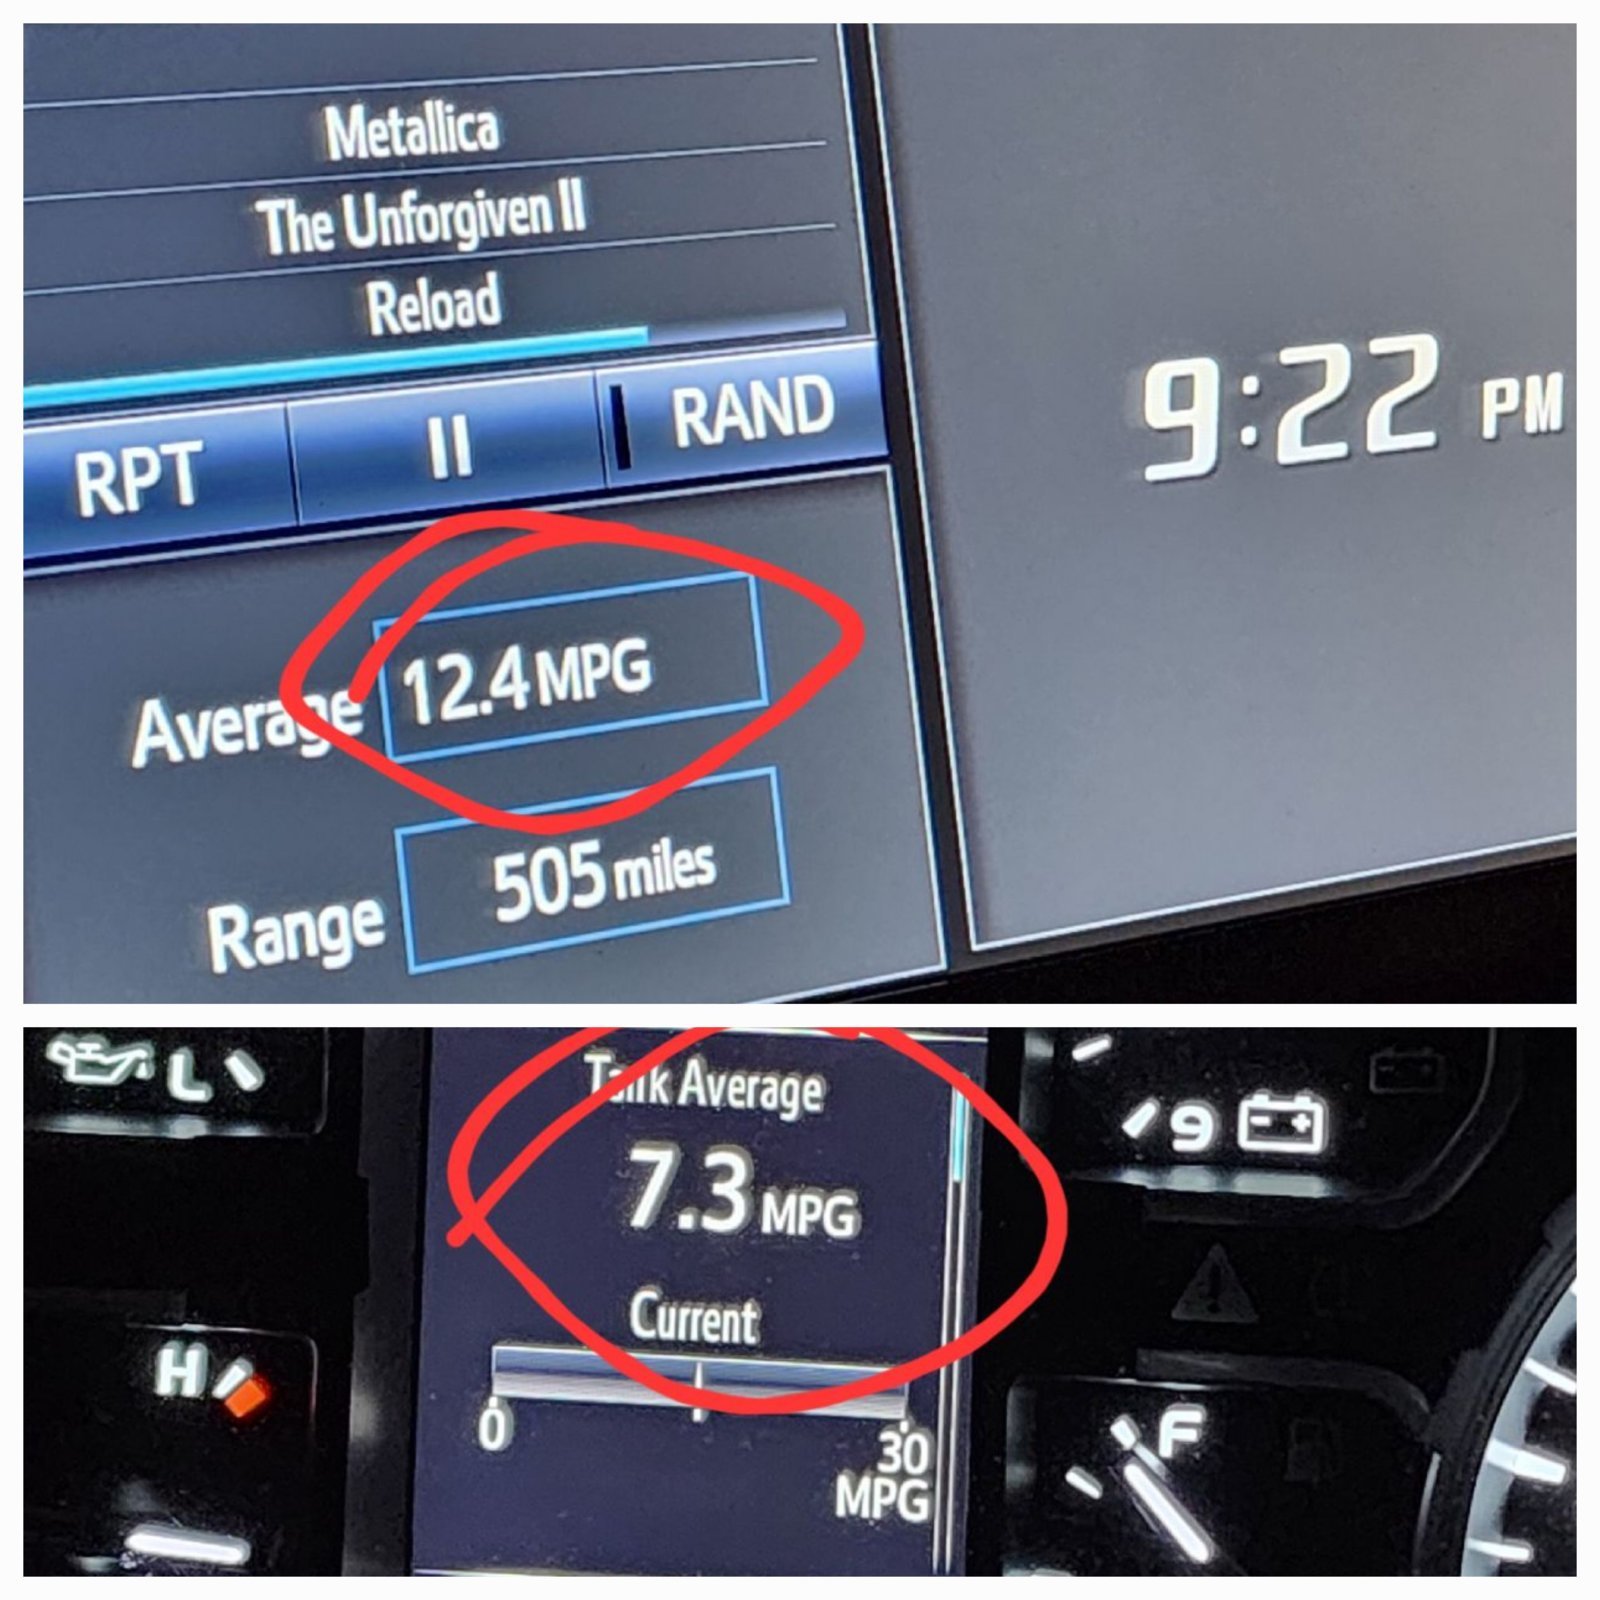 Metallica
The Unforgiven II
Reload
RPT II RAND
9:22 PM
Average 12.4 MPG
Range 505 miles
L
Tank Average
7.3 MPG
Current
0 30
MPG
9
H
F